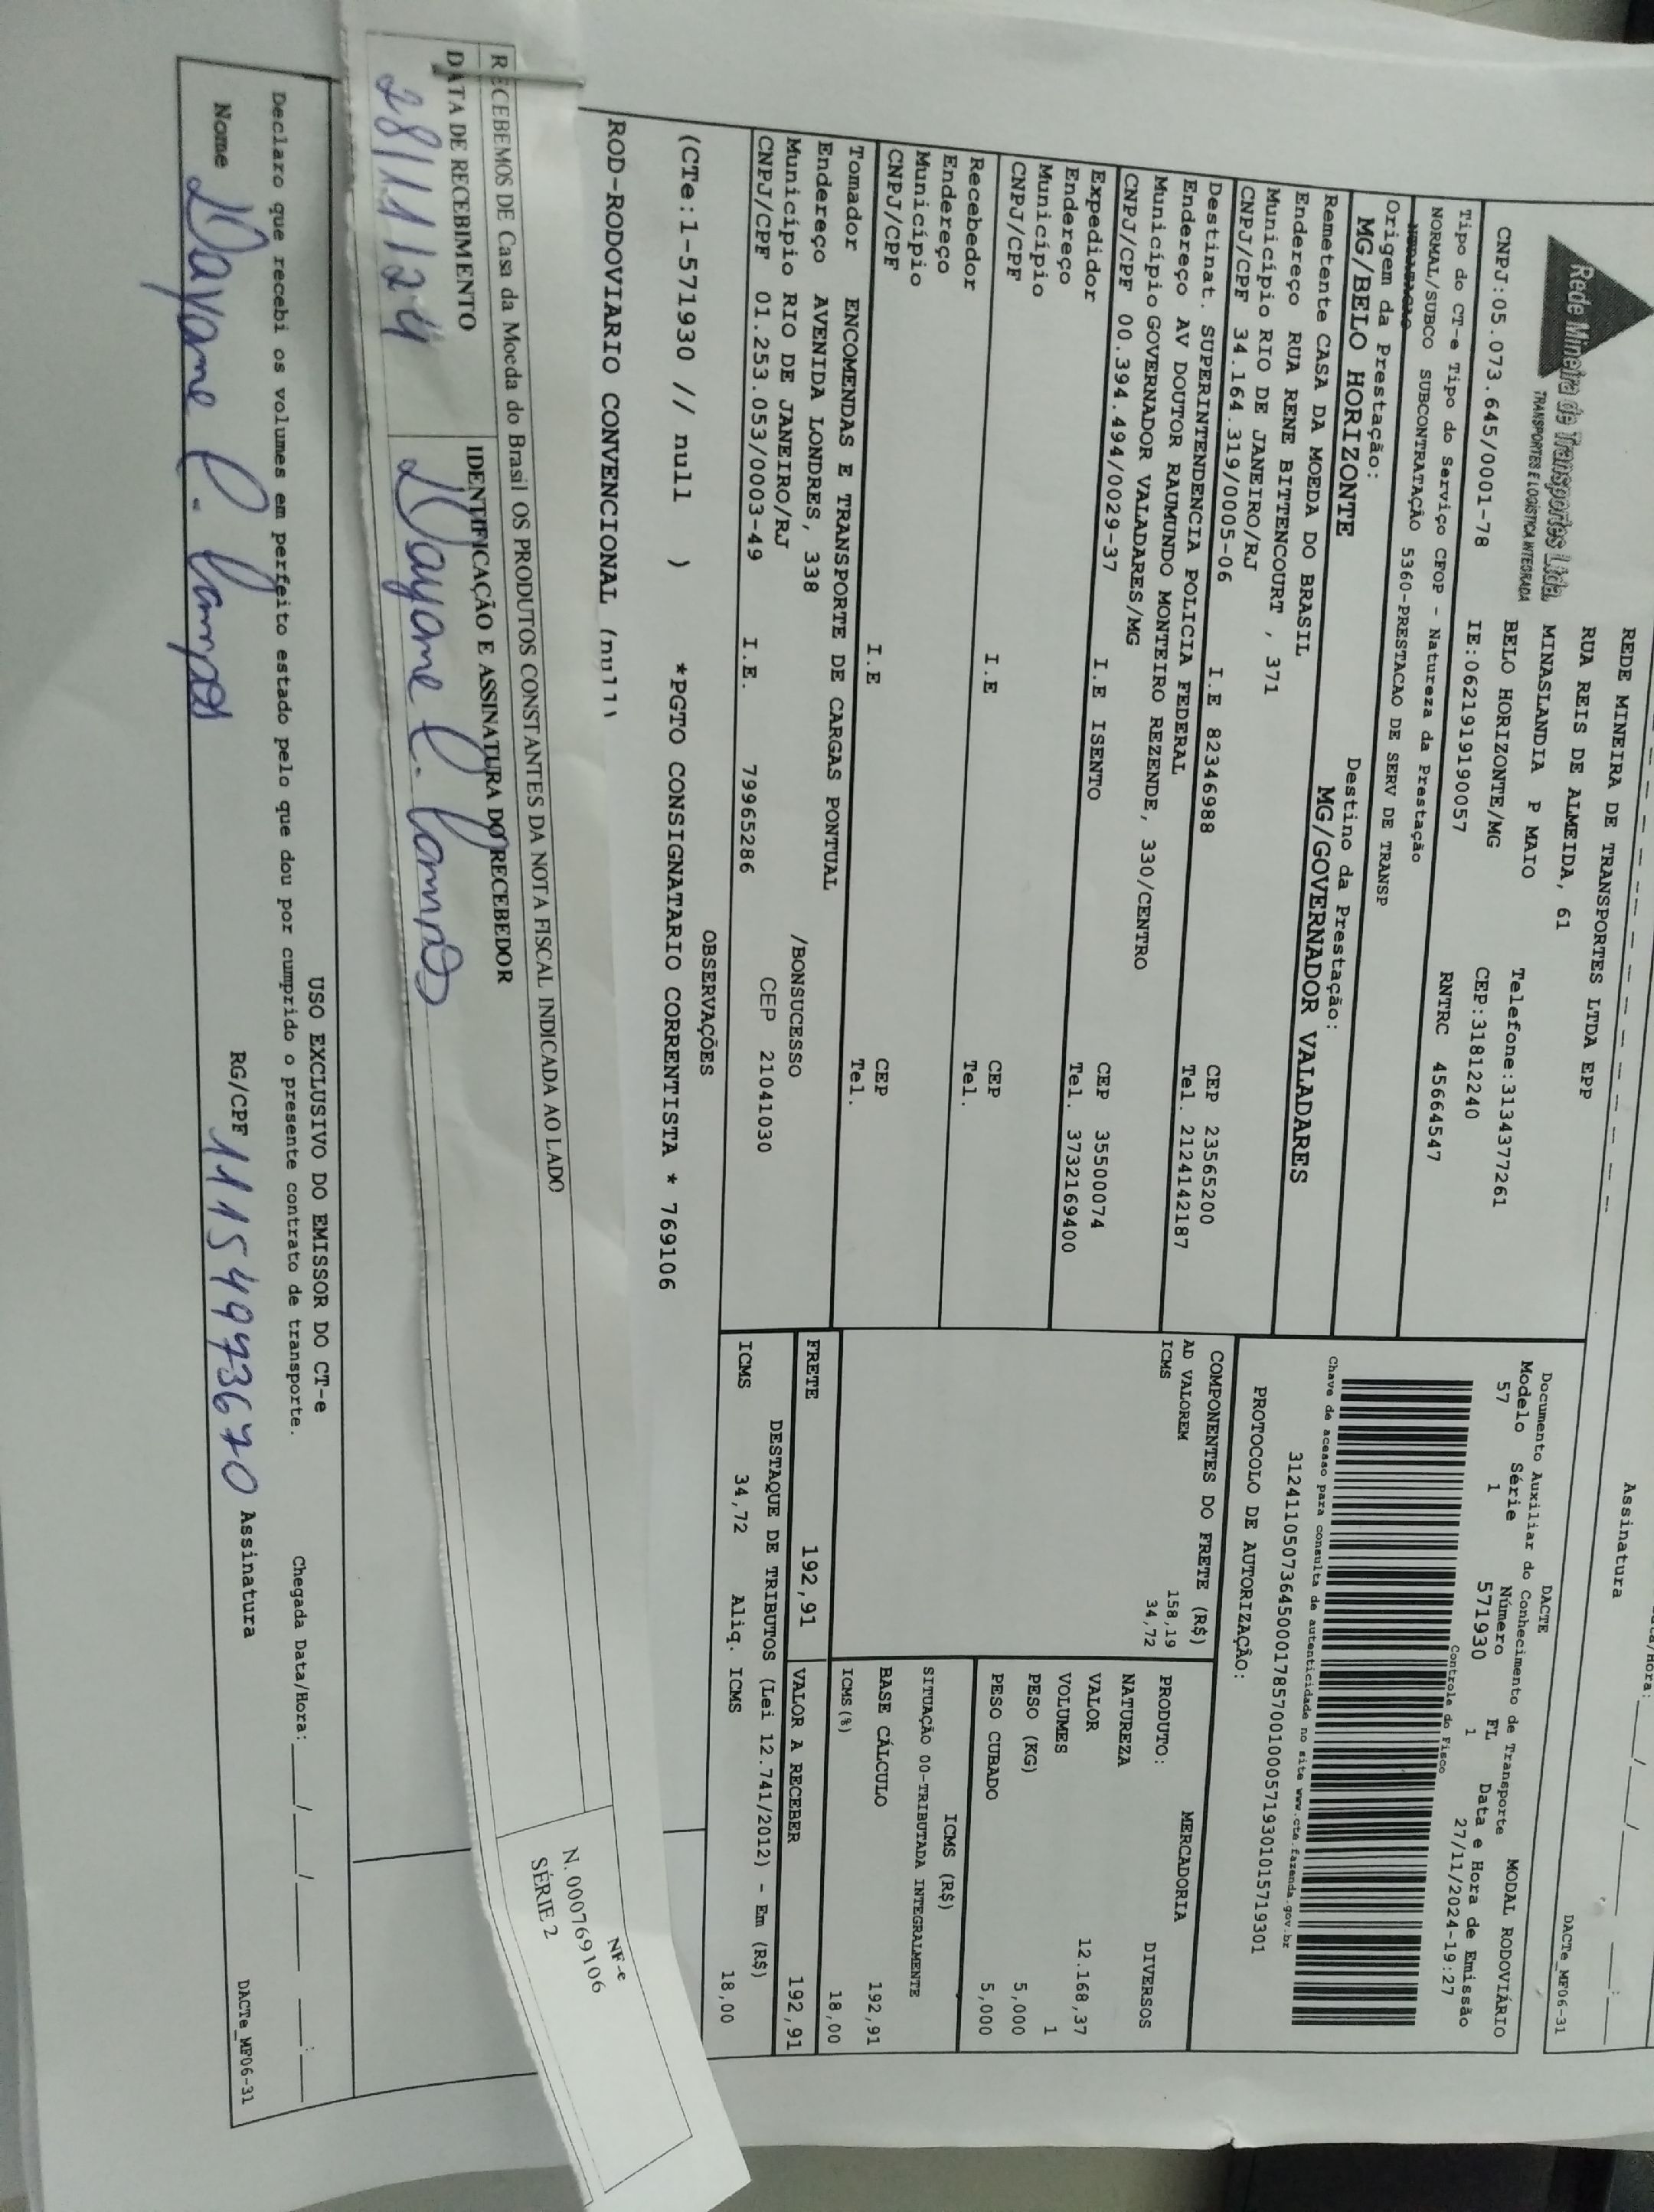 Assinatura
DACTe_MF06-31
Rede Mineira de Transportes Ltda.
TRANSPORTES E LOGÍSTICA INTEGRADA
CNPJ:05.073.645/0001-78
REDE MINEIRA DE TRANSPORTES LTDA EPP
RUA REIS DE ALMEIDA, 61
MINASLANDIA P MAIO
BELO HORIZONTE/MG
IE:0621919190057
Telefone:3134377261
CEP:31812240
RNTRC 45664547
DACTE
Documento Auxiliar do Conhecimento de Transporte
MODAL RODOVIÁRIO
Modelo Série Número FL Data e Hora de Emissão
57 1 571930 1 27/11/2024-19:27
Controle do Fisco
Tipo do CT-e Tipo do Serviço CFOP - Natureza da Prestação
NORMAL/SUBCO SUBCONTRATAÇÃO 5360-PRESTACAO DE SERV DE TRANSP
Chave de acesso para consulta de autenticidade no site www.cte.fazenda.gov.br
31241105073645000178570010005719301015719301
PROTOCOLO DE AUTORIZAÇÃO:
Origem da Prestação:
MG/BELO HORIZONTE
Destino da Prestação:
MG/GOVERNADOR VALADARES
Remetente CASA DA MOEDA DO BRASIL
Endereço RUA RENE BITTENCOURT , 371
Município RIO DE JANEIRO/RJ
CEP 23565200
CNPJ/CPF 34.164.319/0005-06 I.E 82346988 Tel. 2124142187
Destinat. SUPERINTENDENCIA POLICIA FEDERAL
Endereço AV DOUTOR RAUMUNDO MONTEIRO REZENDE, 330/CENTRO
Município GOVERNADOR VALADARES/MG CEP 35500074
CNPJ/CPF 00.394.494/0029-37 I.E ISENTO Tel. 3732169400
Expedidor
Endereço
Município CEP
CNPJ/CPF I.E Tel.
Recebedor
Endereço
Município CEP
CNPJ/CPF I.E Tel.
Tomador ENCOMENDAS E TRANSPORTE DE CARGAS PONTUAL
Endereço AVENIDA LONDRES, 338 /BONSUCESSO
Município RIO DE JANEIRO/RJ CEP 21041030
CNPJ/CPF 01.253.053/0003-49 I.E. 79965286
COMPONENTES DO FRETE (R$)
AD VALOREM 158,19
ICMS 34,72
MERCADORIA
PRODUTO: DIVERSOS
NATUREZA
VALOR 12.168,37
VOLUMES 1
PESO (KG) 5,000
PESO CUBADO 5,000
ICMS (R$)
SITUAÇÃO 00-TRIBUTADA INTEGRALMENTE
BASE CÁLCULO 192,91
ICMS(%) 18,00
FRETE 192,91 VALOR A RECEBER 192,91
DESTAQUE DE TRIBUTOS (Lei 12.741/2012) - Em (R$)
ICMS 34,72 Aliq. ICMS 18,00
OBSERVAÇÕES
(CTe:1-571930 // null ) *PGTO CONSIGNATARIO CORRENTISTA * 769106
ROD-RODOVIARIO CONVENCIONAL (null)
RECEBEMOS DE Casa da Moeda do Brasil OS PRODUTOS CONSTANTES DA NOTA FISCAL INDICADA AO LADO
DATA DE RECEBIMENTO
28/11/24
IDENTIFICAÇÃO E ASSINATURA DO RECEBEDOR
Dayane C. Campos
NF-e
N. 000769106
SÉRIE 2
USO EXCLUSIVO DO EMISSOR DO CT-e
Declaro que recebi os volumes em perfeito estado pelo que dou por cumprido o presente contrato de transporte.
Chegada Data/Hora:___/___/___ __:__
Nome Dayane C. Campos RG/CPF 11154973670 Assinatura
DACTe_MF06-31